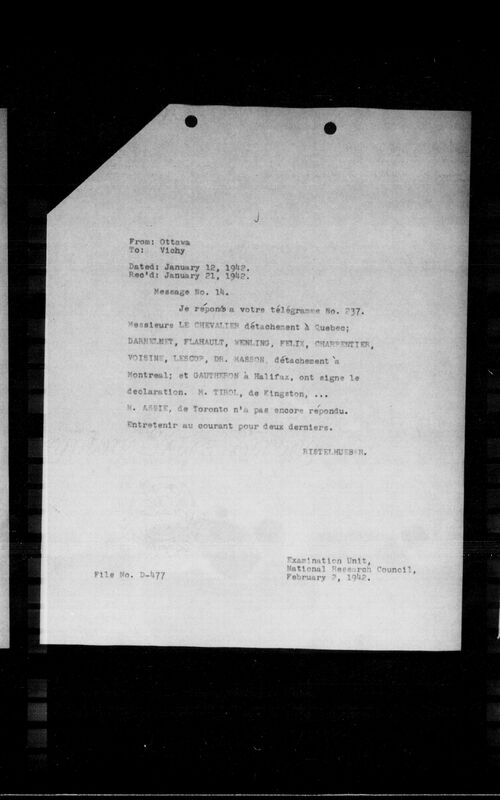 J
From: Ottawa
To: Vichy
Dated: January 12, 1942.
Rec'd: January 21, 1942.
Message No. 14.
Je réponds a votre télégramme No. 237.
Messieurs LE CHEVALIER détachement à Quebec;
DARNELNET, FLAHAULT, WENLING, FELIX, CHARPENTIER,
VOISINE, LESCOP, DR. MASSON, détachement à
Montreal; et GAUTHERON à Halifax, ont signe le
declaration. M. TIROL, de Kingston, ...
M. ASSIE, de Toronto n'a pas encore répondu.
Entretenir au courant pour deux derniers.
RISTELHUEBER.
Examination Unit,
National Research Council,
February 2, 1942.
File No. D-477